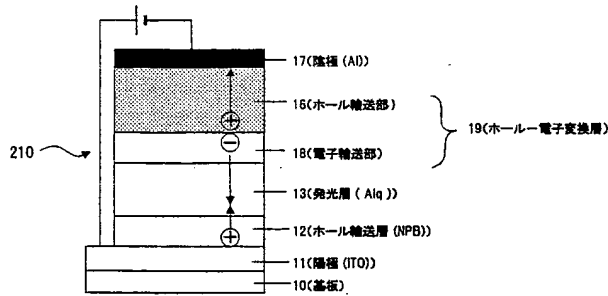 17(陰極(Al))
16(ホール輸送部)
19(ホールー電子変換層)
210
18(電子輸送部)
13(発光層(Alq))
12(ホール輸送層(NPB))
11(陽極(ITO))
10(基板)